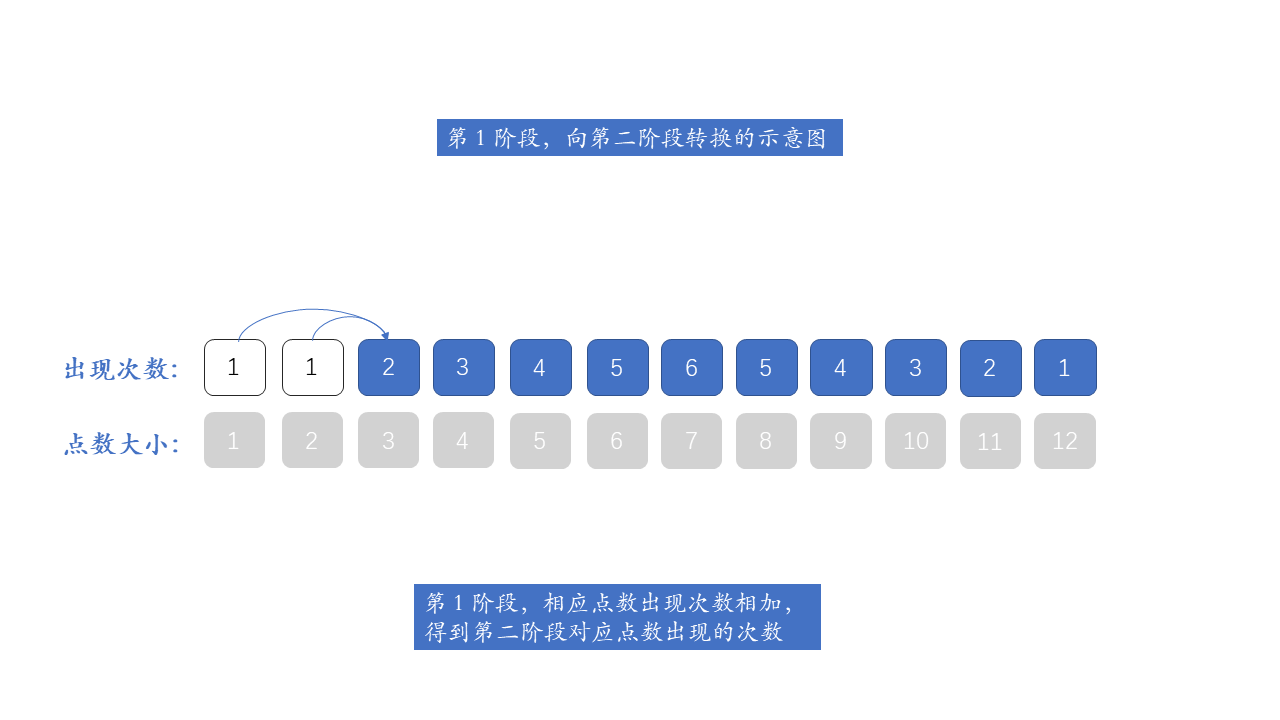 第 1 阶段，向第二阶段转换的示意图
出现次数： 1 1 2 3 4 5 6 5 4 3 2 1
点数大小： 1 2 3 4 5 6 7 8 9 10 11 12
第 1 阶段，相应点数出现次数相加，
得到第二阶段对应点数出现的次数